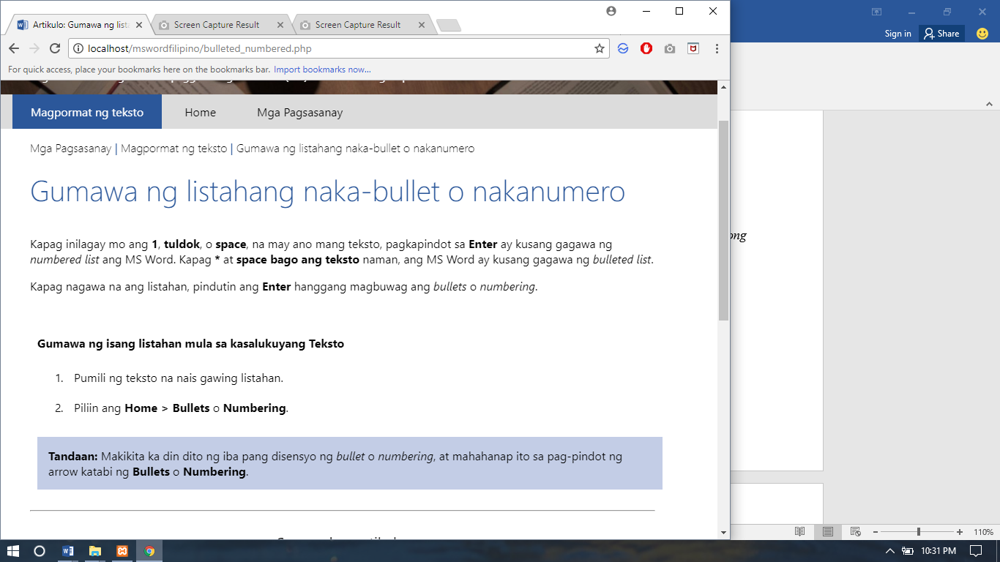 Artikulo: Gumawa ng lista
Screen Capture Result
Screen Capture Result
localhost/mswordfilipino/bulleted_numbered.php
For quick access, place your bookmarks here on the bookmarks bar. Import bookmarks now...
Sign in
Share
Magpormat ng teksto
Home
Mga Pagsasanay
Mga Pagsasanay | Magpormat ng teksto | Gumawa ng listahang naka-bullet o nakanumero
Gumawa ng listahang naka-bullet o nakanumero
Kapag inilagay mo ang 1, tuldok, o space, na may ano mang teksto, pagkapindot sa Enter ay kusang gagawa ng
numbered list ang MS Word. Kapag * at space bago ang teksto naman, ang MS Word ay kusang gagawa ng bulleted list.
Kapag nagawa na ang listahan, pindutin ang Enter hanggang magbuwag ang bullets o numbering.
Gumawa ng isang listahan mula sa kasalukuyang Teksto
1. Pumili ng teksto na nais gawing listahan.
2. Piliin ang Home > Bullets o Numbering.
Tandaan: Makikita ka din dito ng iba pang disensyo ng bullet o numbering, at mahahanap ito sa pag-pindot ng
arrow katabi ng Bullets o Numbering.
ong
110%
10:31 PM